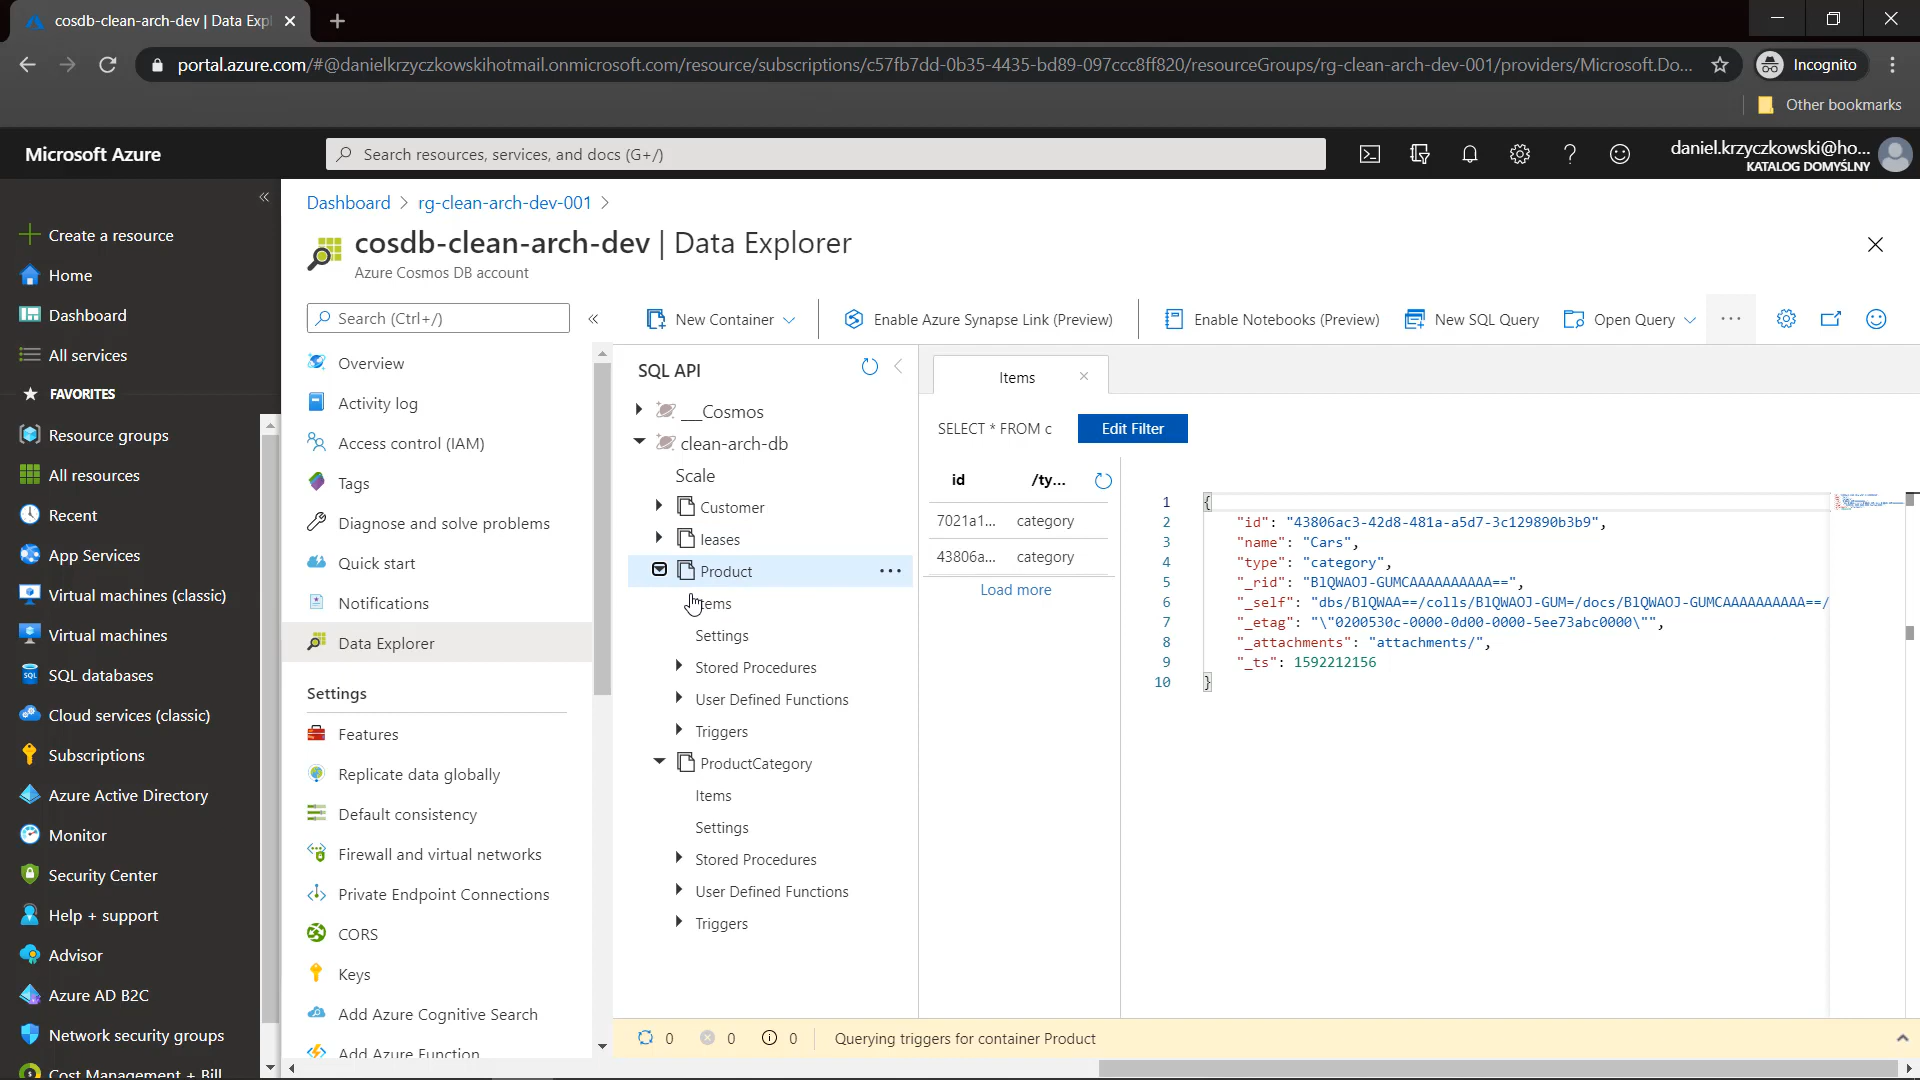 cosdb-clean-arch-dev | Data Expl
portal.azure.com/#@danielkrzyczkowskihotmail.onmicrosoft.com/resource/subscriptions/c57fb7dd-0b35-4435-bd89-097ccc8ff820/resourceGroups/rg-clean-arch-dev-001/providers/Microsoft.Do...
Incognito
Other bookmarks
Microsoft Azure
Search resources, services, and docs (G+/)
daniel.krzyczkowski@ho...
KATALOG DOMYŚLNY
Create a resource
Home
Dashboard
All services
FAVORITES
Resource groups
All resources
Recent
App Services
Virtual machines (classic)
Virtual machines
SQL databases
Cloud services (classic)
Subscriptions
Azure Active Directory
Monitor
Security Center
Help + support
Advisor
Azure AD B2C
Network security groups
Cost Management + Bill
Dashboard > rg-clean-arch-dev-001 >
cosdb-clean-arch-dev | Data Explorer
Azure Cosmos DB account
Search (Ctrl+/)
Overview
Activity log
Access control (IAM)
Tags
Diagnose and solve problems
Quick start
Notifications
Data Explorer
Settings
Features
Replicate data globally
Default consistency
Firewall and virtual networks
Private Endpoint Connections
CORS
Keys
Add Azure Cognitive Search
Add Azure Function
New Container
Enable Azure Synapse Link (Preview)
Enable Notebooks (Preview)
New SQL Query
Open Query
...
SQL API
___Cosmos
clean-arch-db
Scale
Customer
leases
Product
...
Items
Settings
Stored Procedures
User Defined Functions
Triggers
ProductCategory
Items
Settings
Stored Procedures
User Defined Functions
Triggers
Items
SELECT * FROM c
Edit Filter
id /ty...
7021a1... category
43806a... category
Load more
1 {
2 "id": "43806ac3-42d8-481a-a5d7-3c129890b3b9",
3 "name": "Cars",
4 "type": "category",
5 "_rid": "BlQWAOJ-GUMCAAAAAAAAAA==",
6 "_self": "dbs/BlQWAA==/colls/BlQWAOJ-GUM=/docs/BlQWAOJ-GUMCAAAAAAAAAA==/
7 "_etag": "\"0200530c-0000-0d00-0000-5ee73abc0000\"",
8 "_attachments": "attachments/",
9 "_ts": 1592212156
10 }
0 0 0 Querying triggers for container Product